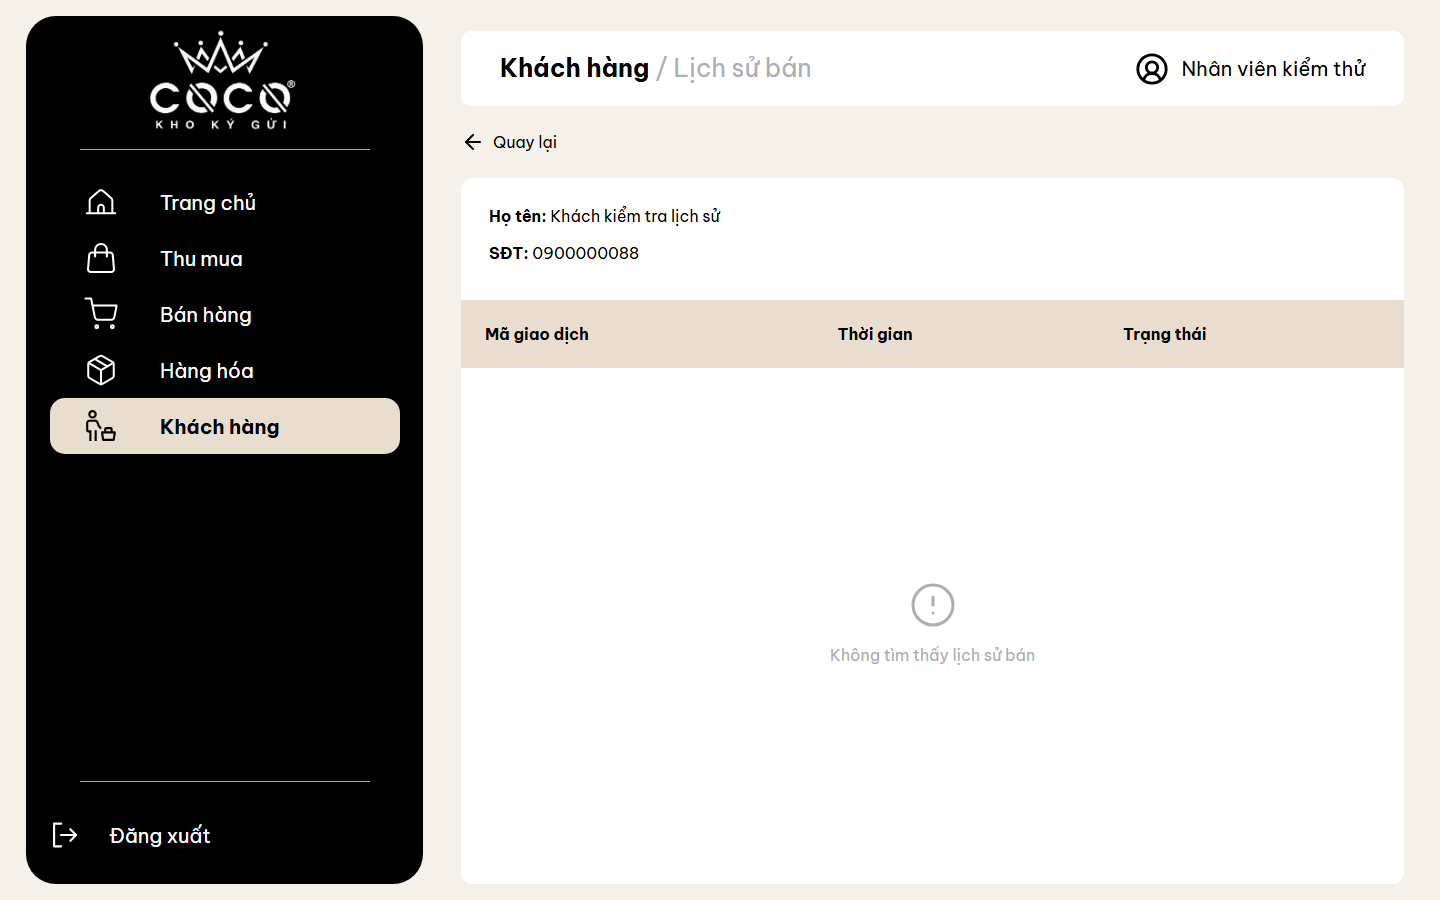 COCO®
KHO KÝ GỬI
Trang chủ
Thu mua
Bán hàng
Hàng hóa
Khách hàng
Đăng xuất
Khách hàng / Lịch sử bán
Nhân viên kiểm thử
Quay lại
Họ tên: Khách kiểm tra lịch sử
SĐT: 0900000088
Mã giao dịch Thời gian Trạng thái
Không tìm thấy lịch sử bán